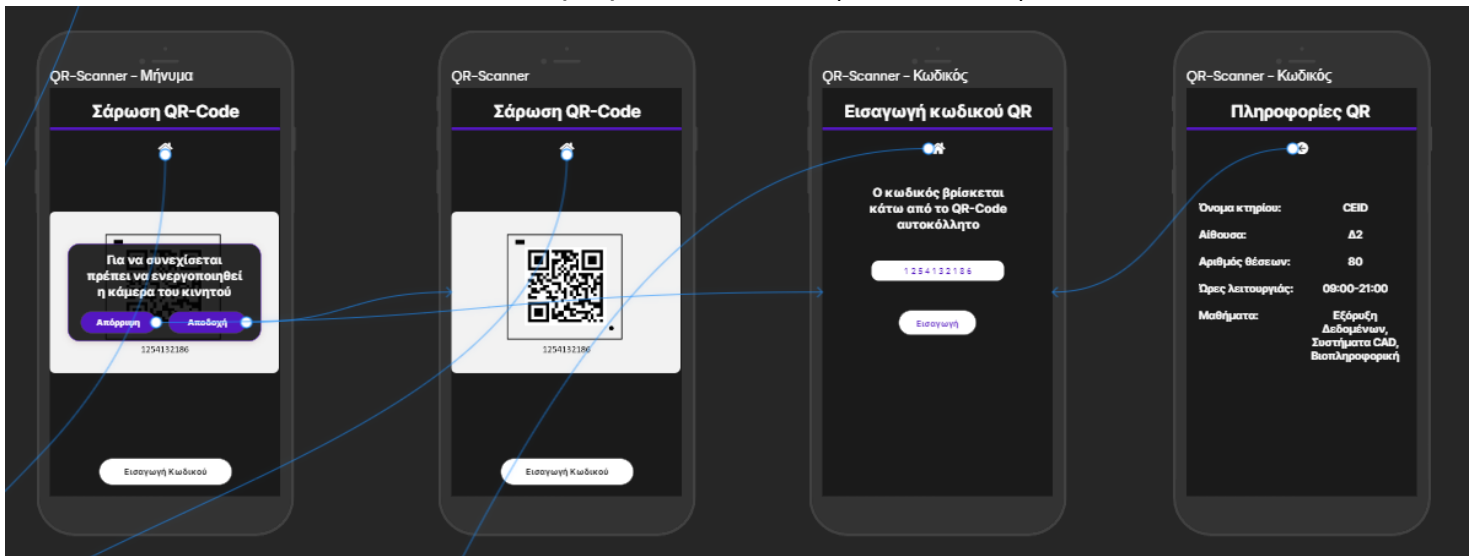 QR-Scanner - Μήνυμα
Σάρωση QR-Code
Για να συνεχίσεται
πρέπει να ενεργοποιηθεί
η κάμερα του κινητού
Απόρριψη
Αποδοχή
1254132186
Εισαγωγή Κωδικού
QR-Scanner
Σάρωση QR-Code
1254132186
Εισαγωγή Κωδικού
QR-Scanner - Κωδικός
Εισαγωγή κωδικού QR
Ο κωδικός βρίσκεται
κάτω από το QR-Code
αυτοκόλλητο
1254132186
Εισαγωγή
QR-Scanner - Κωδικός
Πληροφορίες QR
Όνομα κτηρίου: CEID
Αίθουσα: Δ2
Αριθμός θέσεων: 80
Ώρες λειτουργιάς: 09:00-21:00
Μαθήματα: Εξόρυξη
Δεδομένων,
Συστήματα CAD,
Βιοπληροφορική